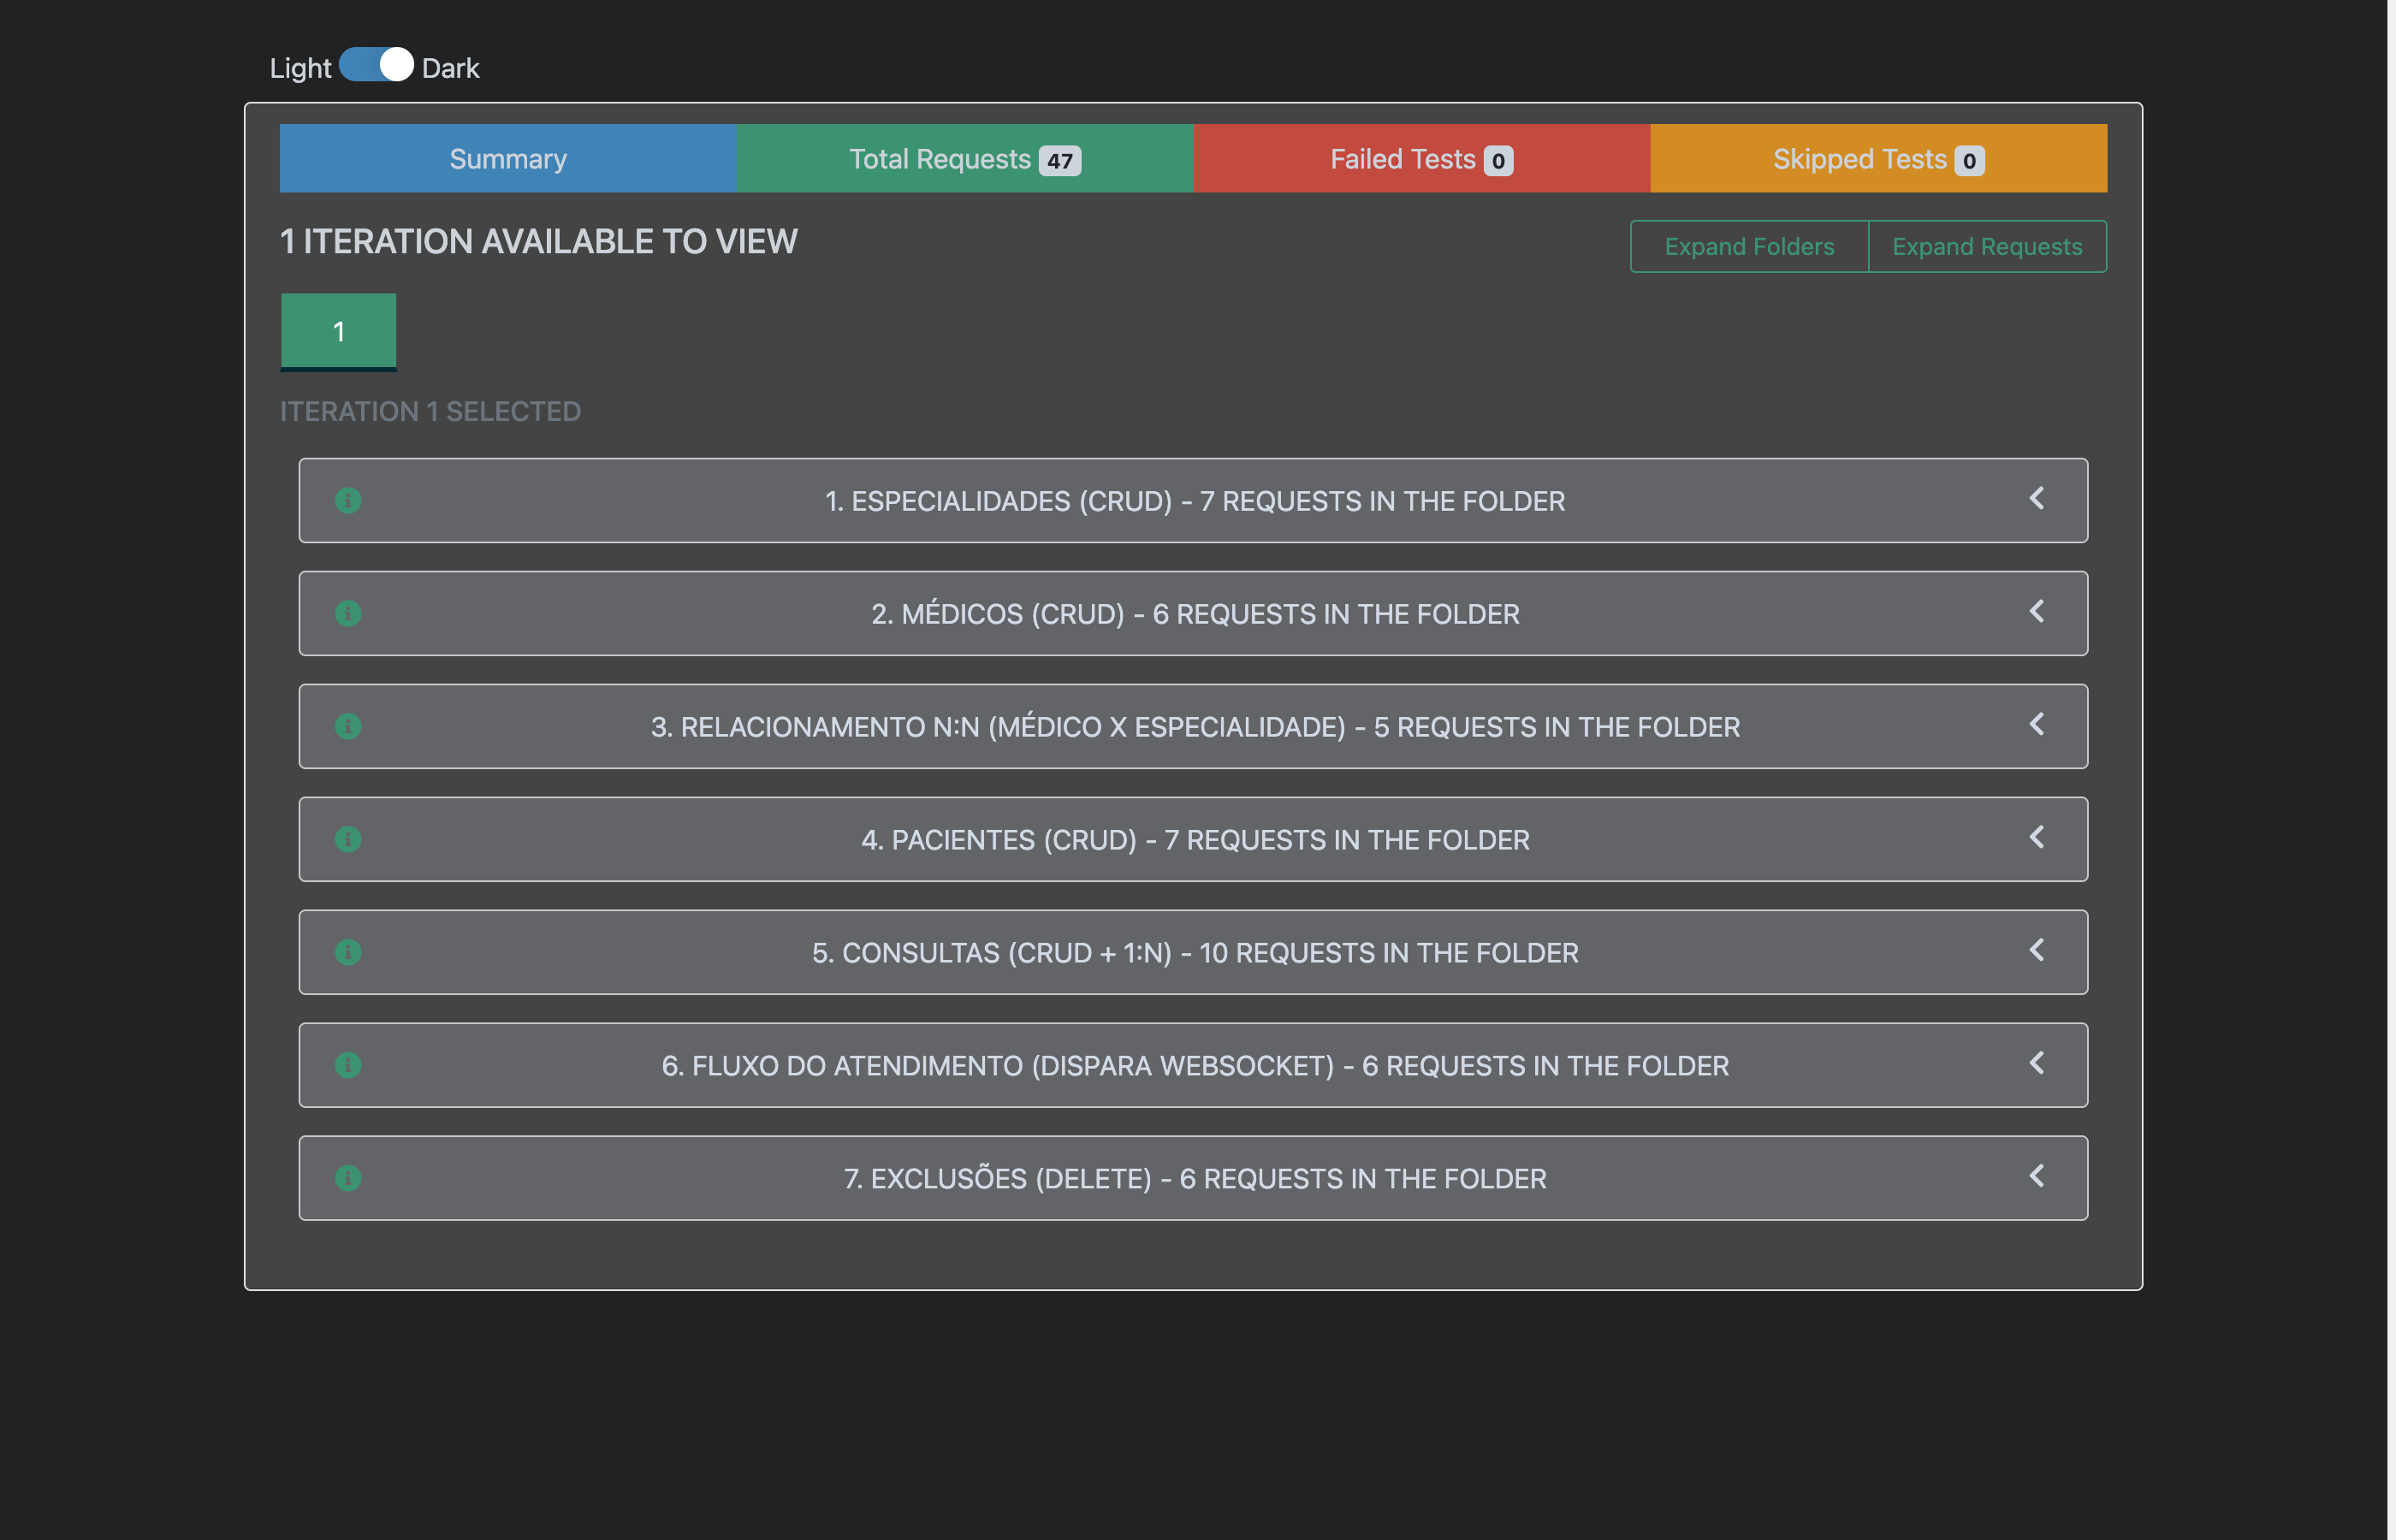 Light Dark
Summary Total Requests 47 Failed Tests 0 Skipped Tests 0
1 ITERATION AVAILABLE TO VIEW Expand Folders Expand Requests
1
ITERATION 1 SELECTED
1. ESPECIALIDADES (CRUD) - 7 REQUESTS IN THE FOLDER
2. MÉDICOS (CRUD) - 6 REQUESTS IN THE FOLDER
3. RELACIONAMENTO N:N (MÉDICO X ESPECIALIDADE) - 5 REQUESTS IN THE FOLDER
4. PACIENTES (CRUD) - 7 REQUESTS IN THE FOLDER
5. CONSULTAS (CRUD + 1:N) - 10 REQUESTS IN THE FOLDER
6. FLUXO DO ATENDIMENTO (DISPARA WEBSOCKET) - 6 REQUESTS IN THE FOLDER
7. EXCLUSÕES (DELETE) - 6 REQUESTS IN THE FOLDER